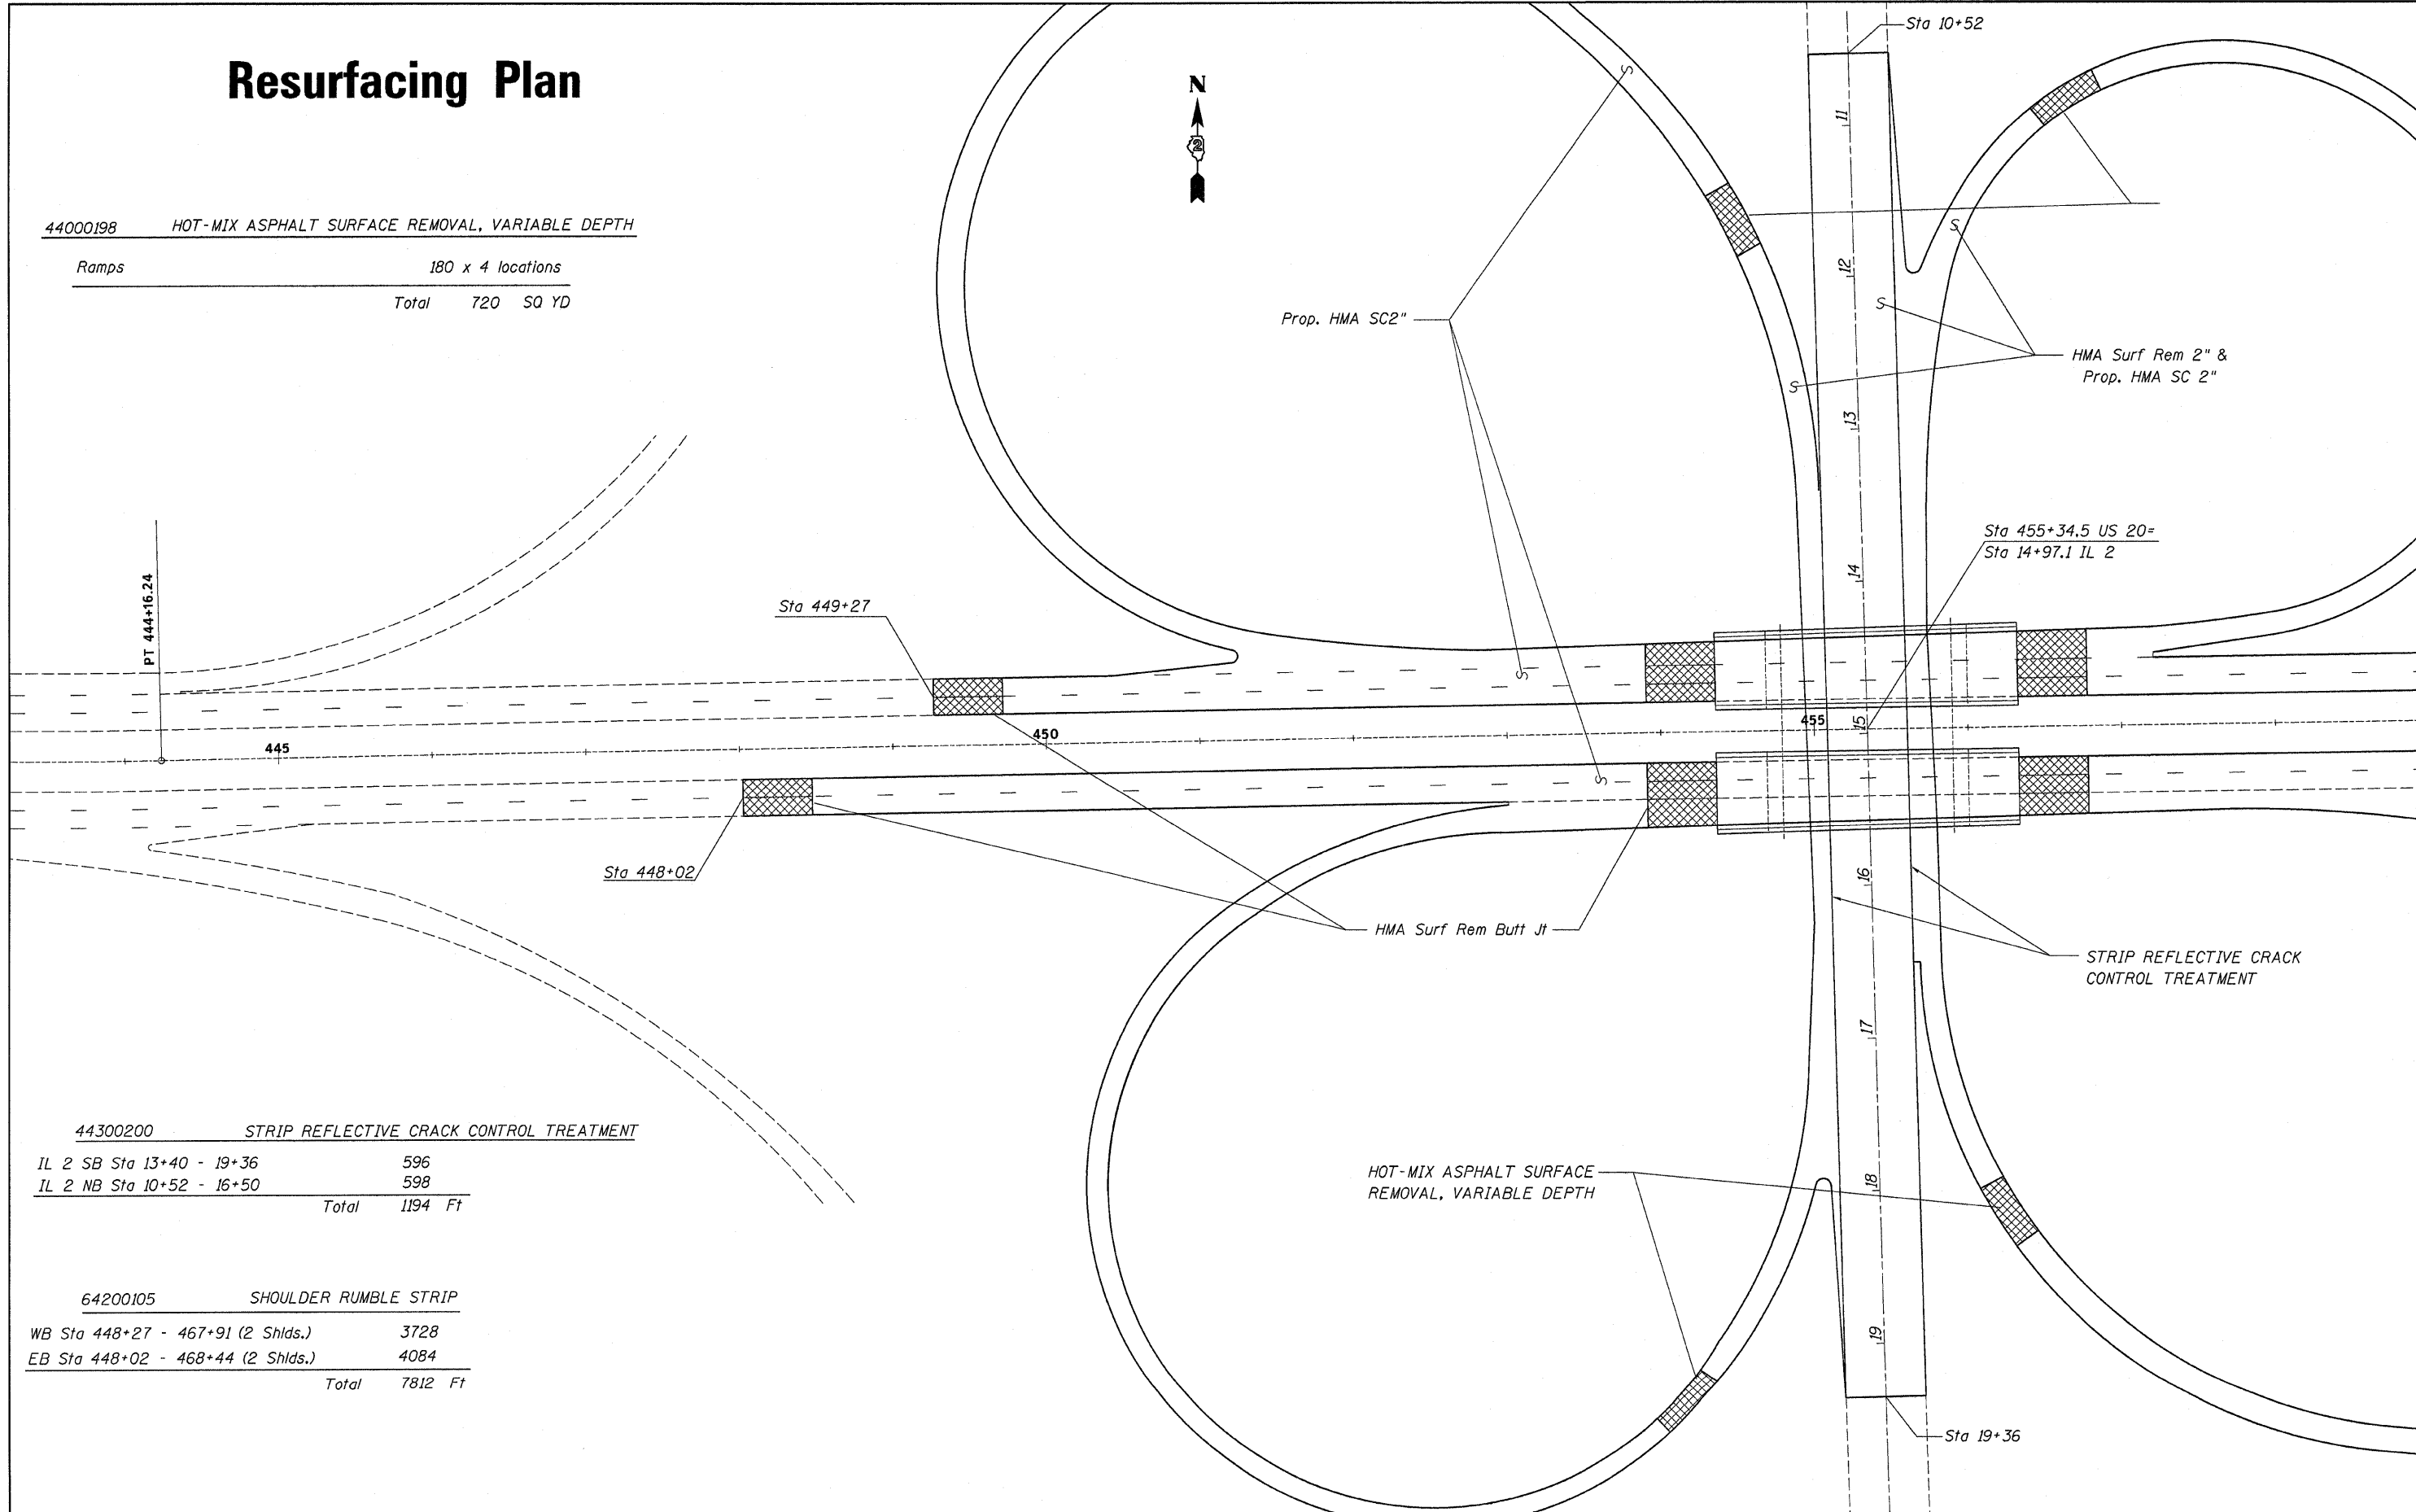 Resurfacing Plan
44000198 HOT-MIX ASPHALT SURFACE REMOVAL, VARIABLE DEPTH
Ramps 180 x 4 locations
Total 720 SQ YD
N
2
Sta 10+52
Prop. HMA SC2"
HMA Surf Rem 2" &
Prop. HMA SC 2"
11
12
13
14
15
16
17
18
19
Sta 455+34.5 US 20=
Sta 14+97.1 IL 2
PT 444+16.24
Sta 449+27
445
450
455
Sta 448+02
HMA Surf Rem Butt Jt
STRIP REFLECTIVE CRACK
CONTROL TREATMENT
HOT-MIX ASPHALT SURFACE
REMOVAL, VARIABLE DEPTH
Sta 19+36
44300200 STRIP REFLECTIVE CRACK CONTROL TREATMENT
IL 2 SB Sta 13+40 - 19+36 596
IL 2 NB Sta 10+52 - 16+50 598
Total 1194 Ft
64200105 SHOULDER RUMBLE STRIP
WB Sta 448+27 - 467+91 (2 Shlds.) 3728
EB Sta 448+02 - 468+44 (2 Shlds.) 4084
Total 7812 Ft